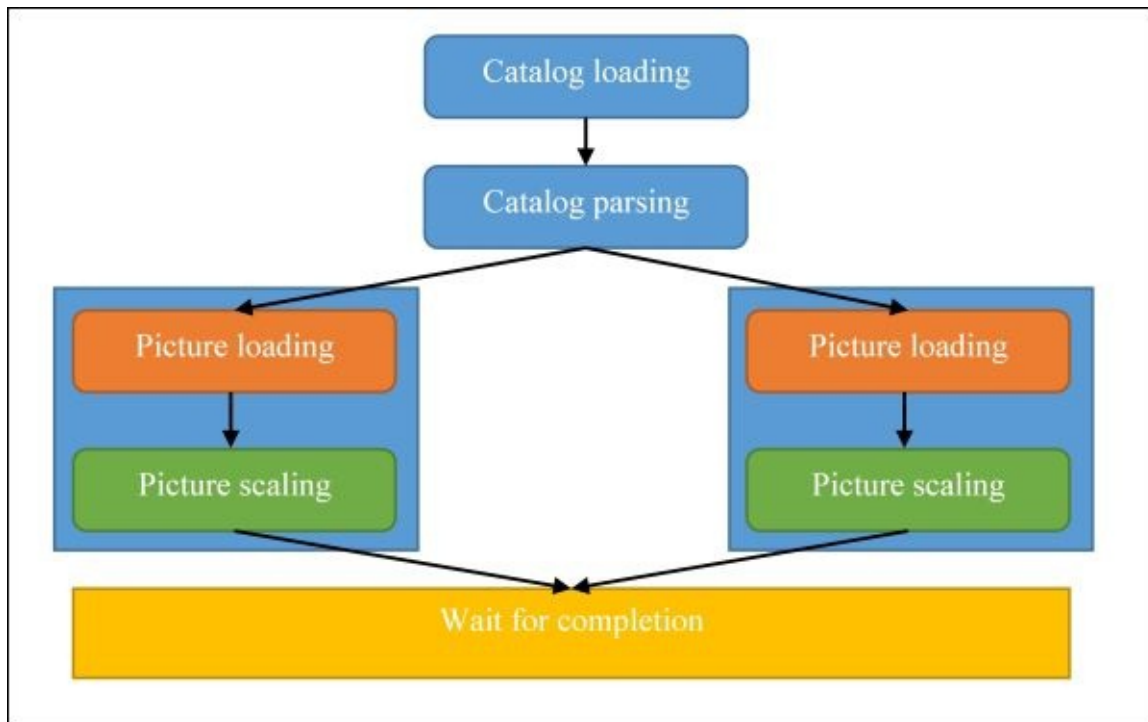 Catalog loading
Catalog parsing
Picture loading
Picture loading
Picture scaling
Picture scaling
Wait for completion